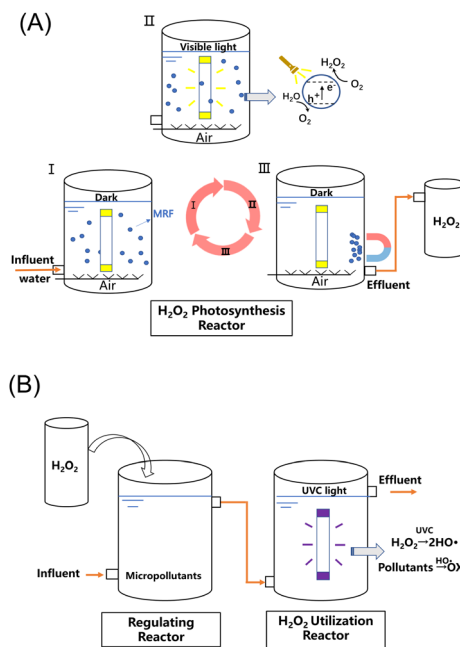 (A)
II
Visible light
H₂O₂
O₂
H₂O
h⁺
e⁻
O₂
Air
I
Dark
MRF
Influent
water
Air
I
II
III
III
Dark
Air
Effluent
H₂O₂
H₂O₂ Photosynthesis
Reactor
(B)
H₂O₂
Influent
Micropollutants
Regulating
Reactor
UVC light
Effluent
UVC
H₂O₂→2HO•
HO•
Pollutants→OX
H₂O₂ Utilization
Reactor